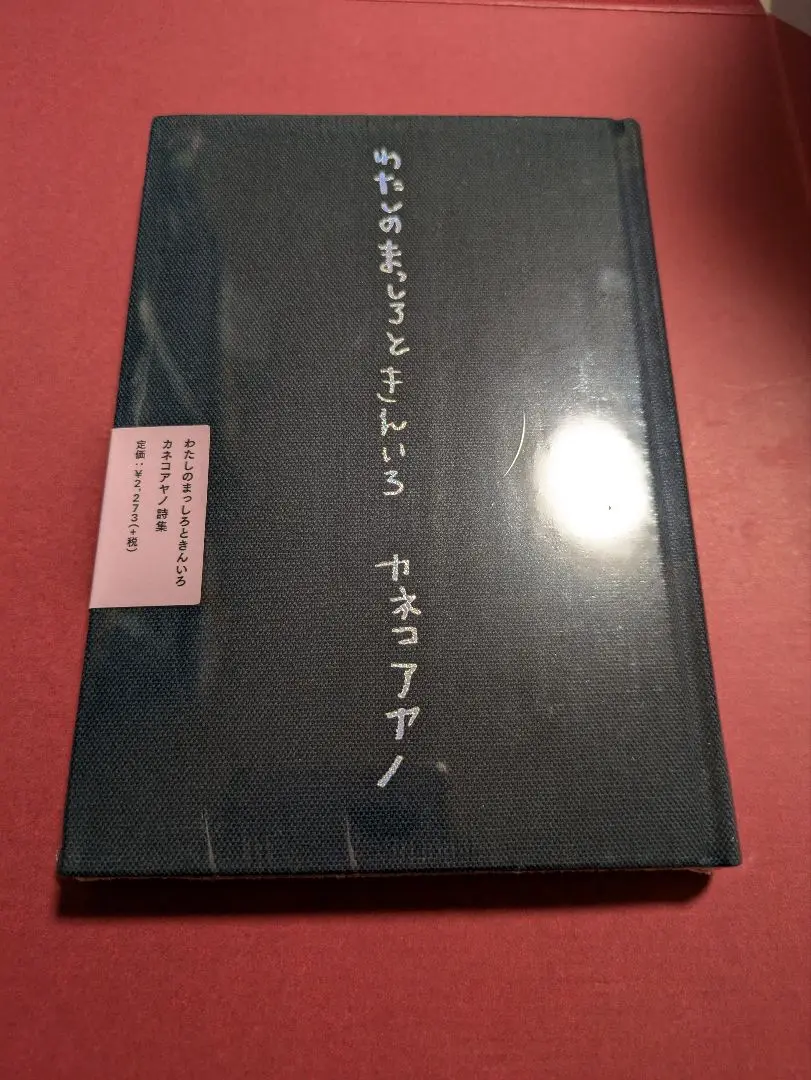 わたしのまっしろときんいろ カネコアヤノ
わたしのまっしろときんいろ
カネコアヤノ 詩集
定価:¥2,273(+税)